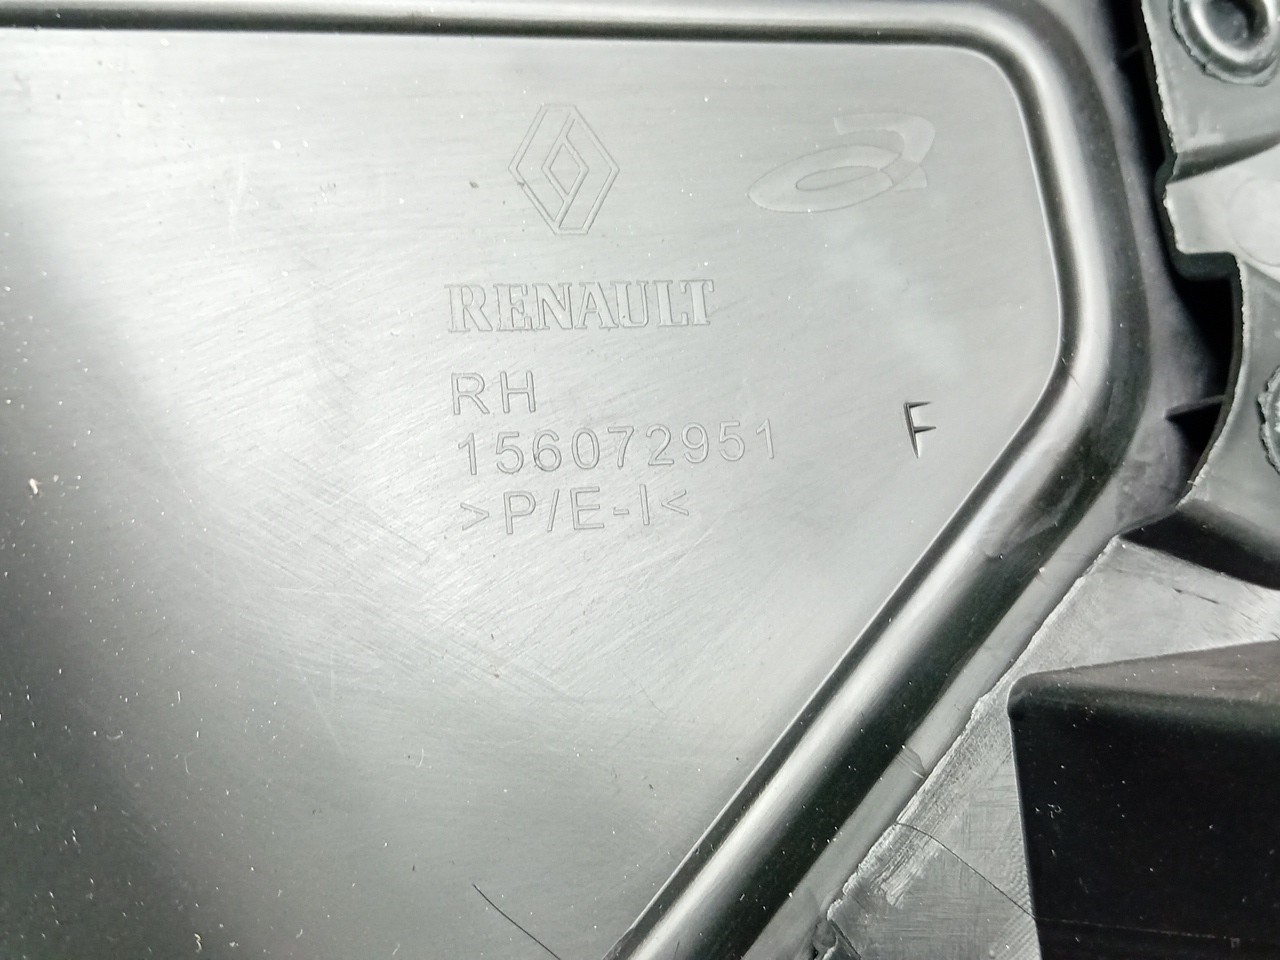 RENAULT
RH
156072951
F
>P/E-I<